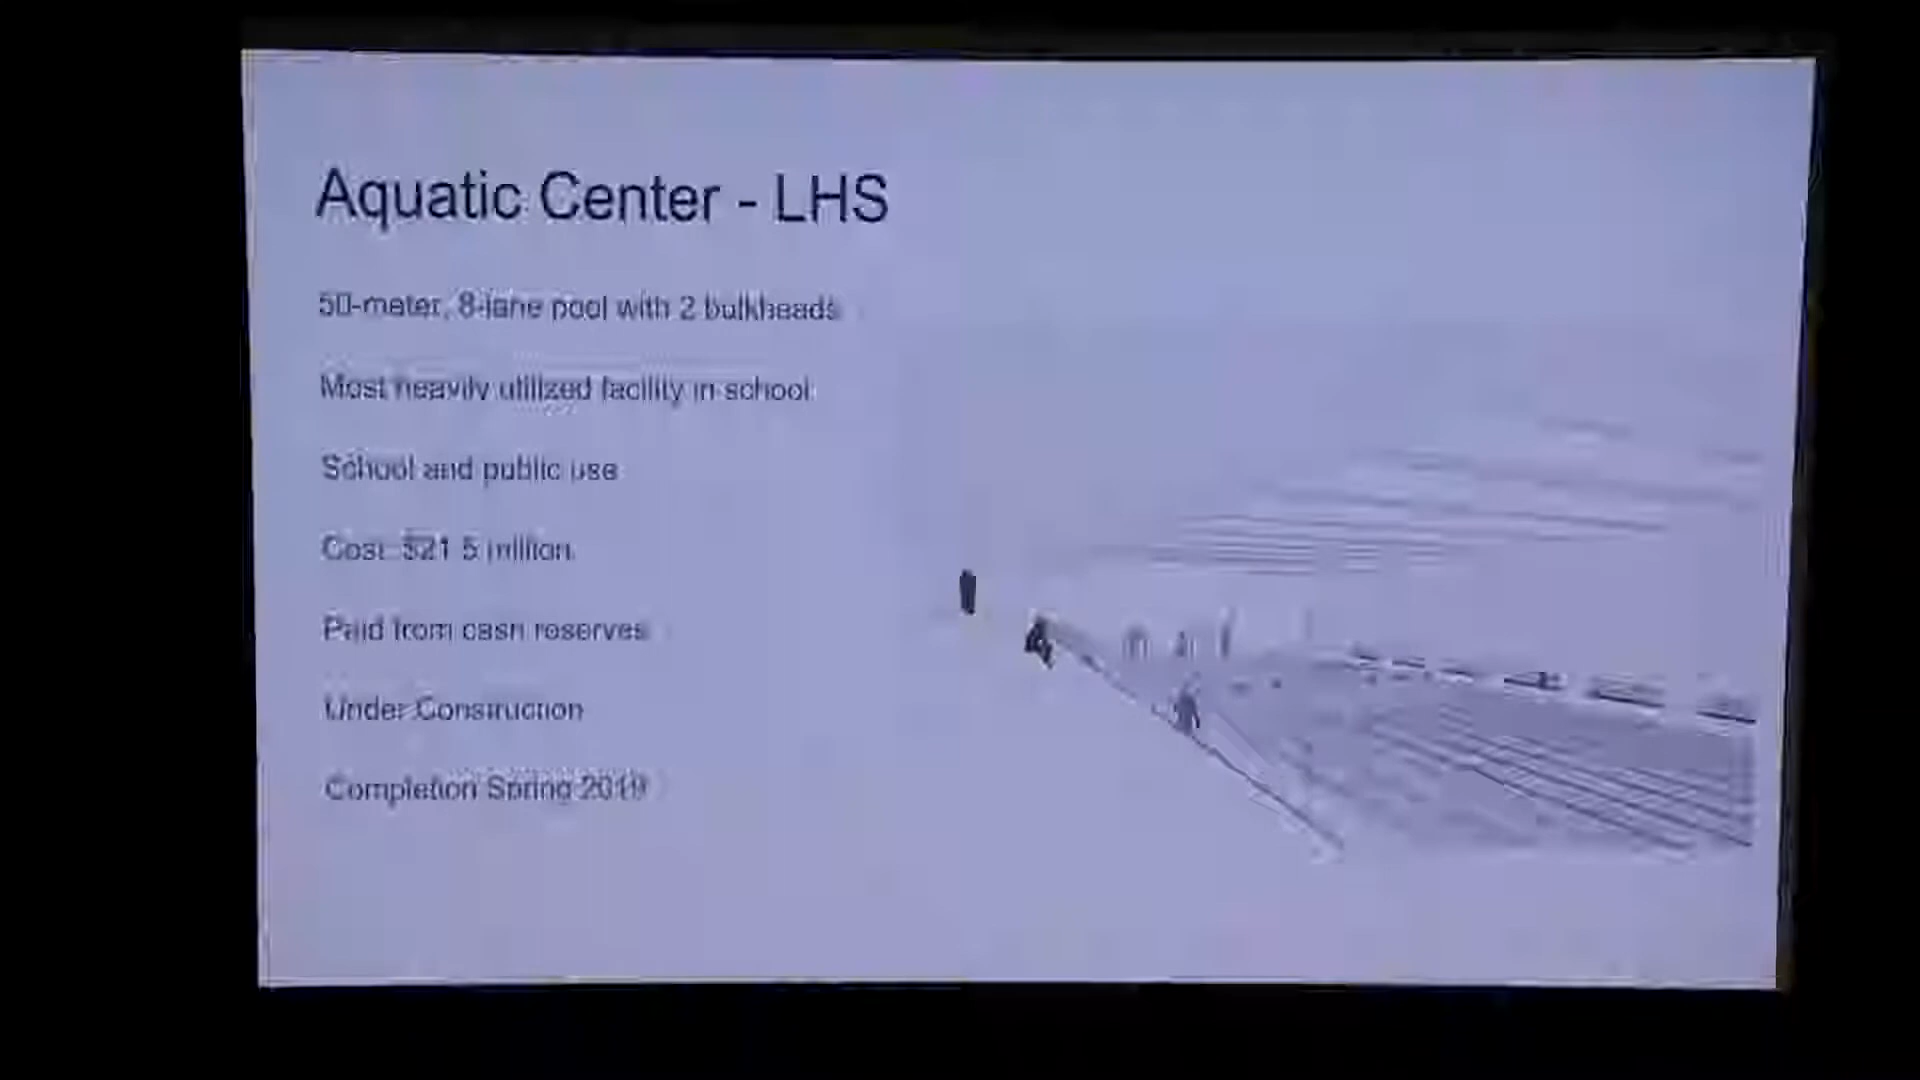 Aquatic Center - LHS
50-meter, 8-lane pool with 2 bulkheads
Most heavily utilized facility in school
School and public use
Cost: $21.5 million
Paid from cash reserves
Under Construction
Completion Spring 2019